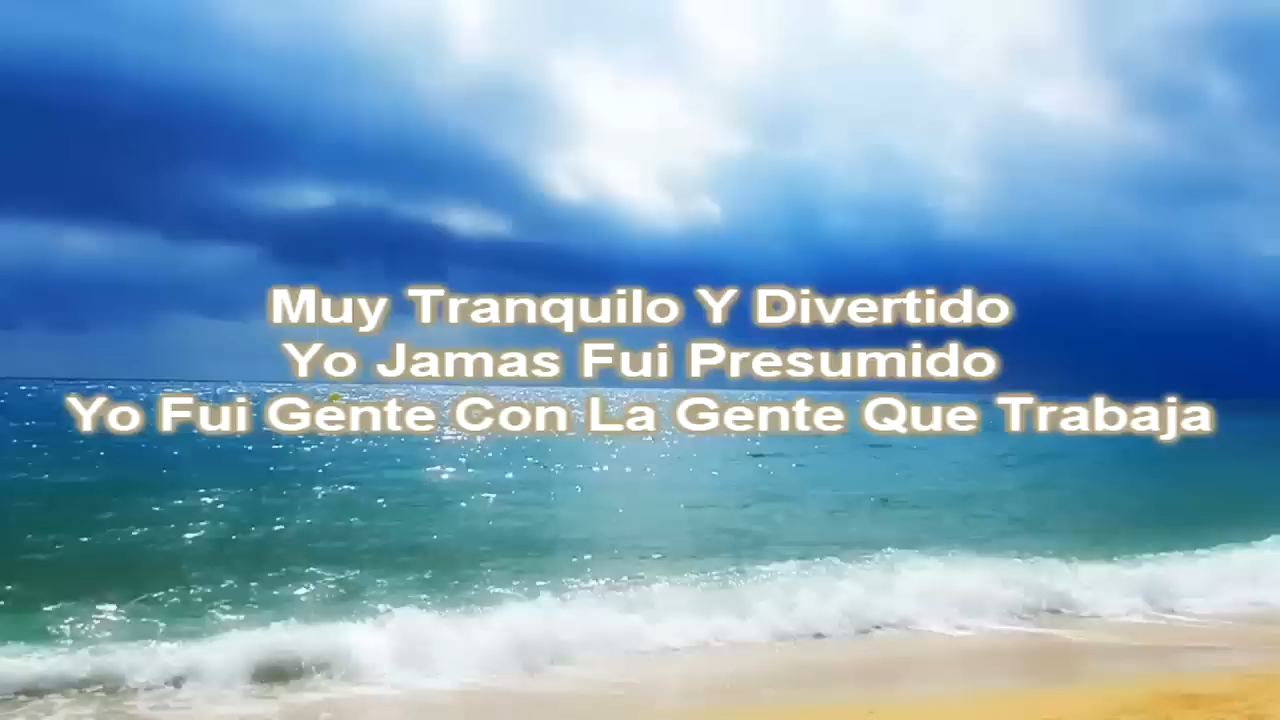 Muy Tranquilo Y Divertido
Yo Jamas Fui Presumido
Yo Fui Gente Con La Gente Que Trabaja